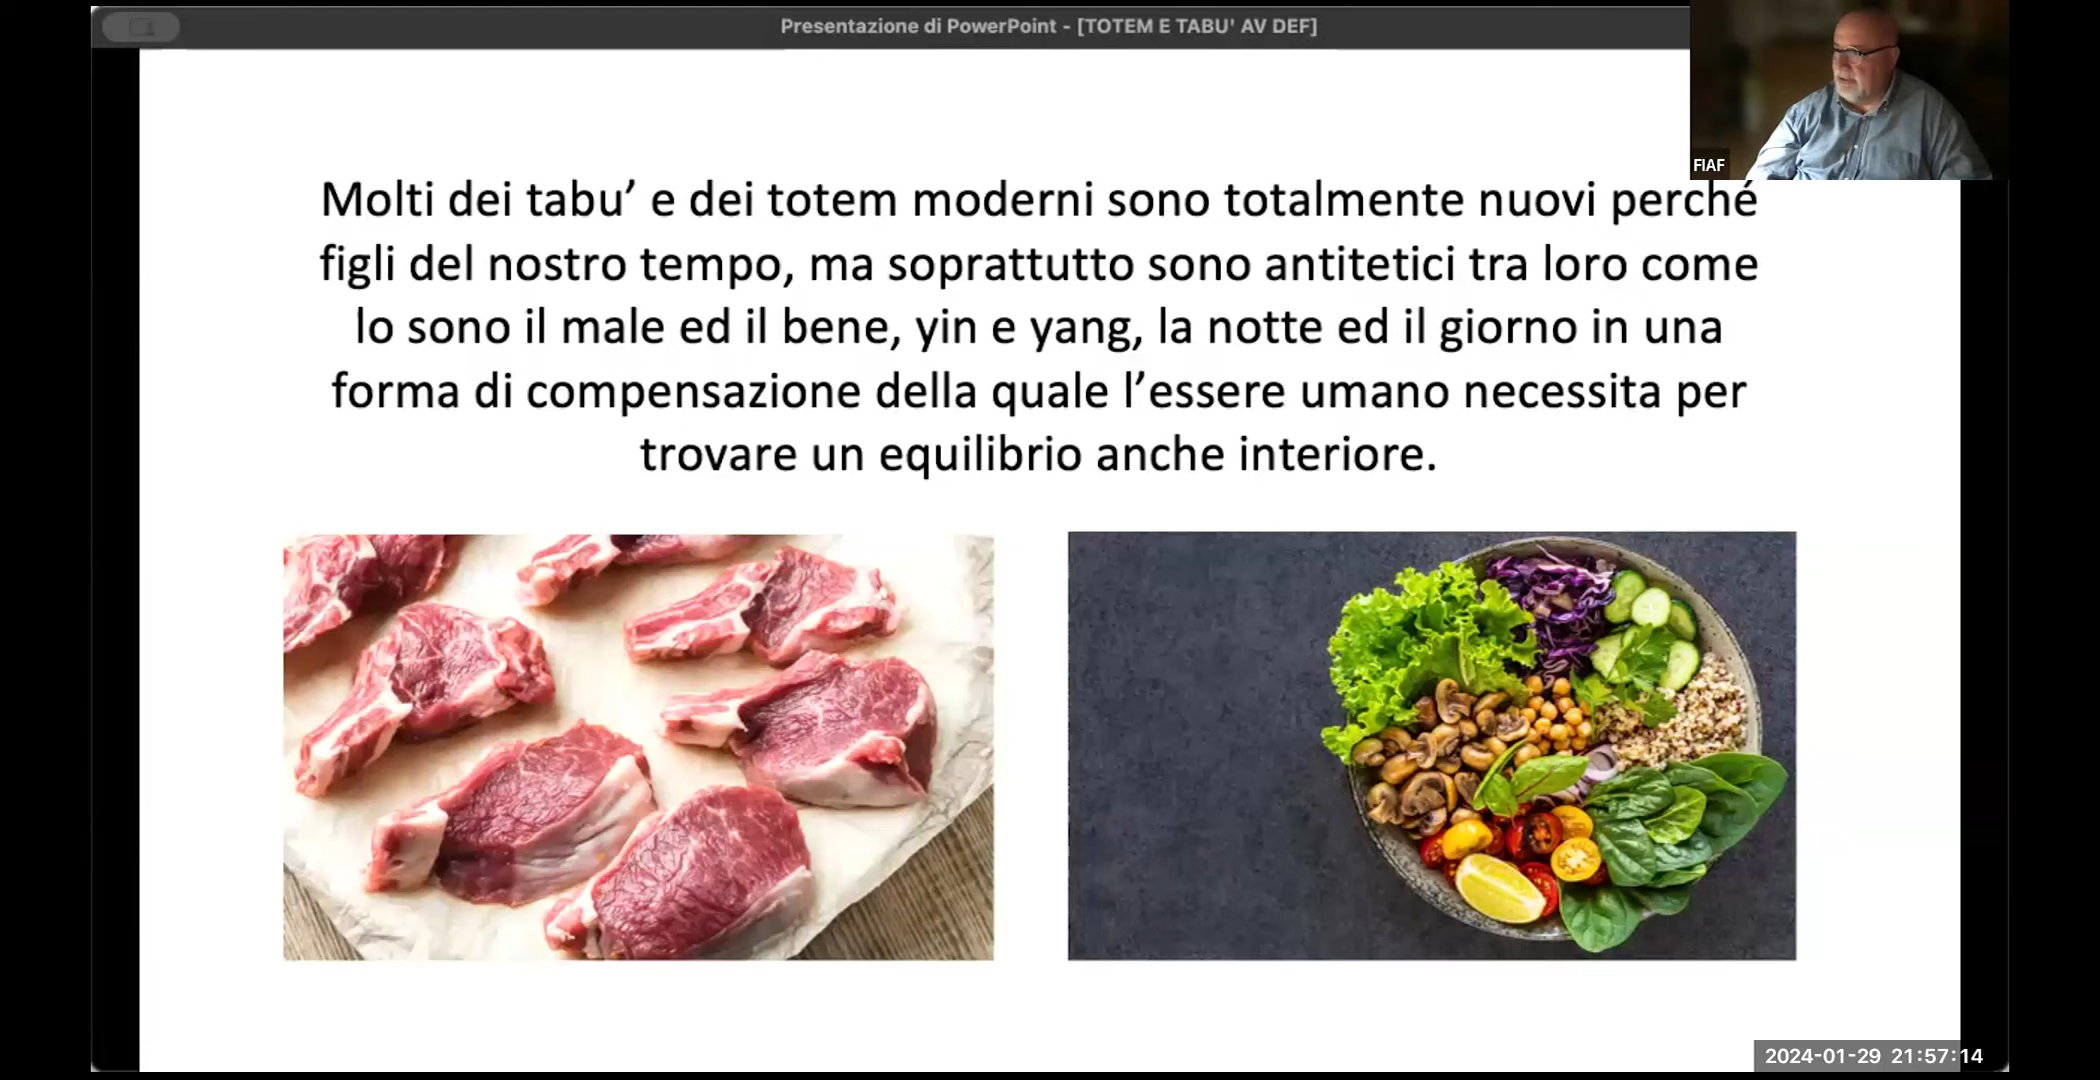 Presentazione di PowerPoint - [TOTEM E TABU' AV DEF]
FIAF
Molti dei tabu’ e dei totem moderni sono totalmente nuovi perché
figli del nostro tempo, ma soprattutto sono antitetici tra loro come
lo sono il male ed il bene, yin e yang, la notte ed il giorno in una
forma di compensazione della quale l’essere umano necessita per
trovare un equilibrio anche interiore.
2024-01-29 21:57:14